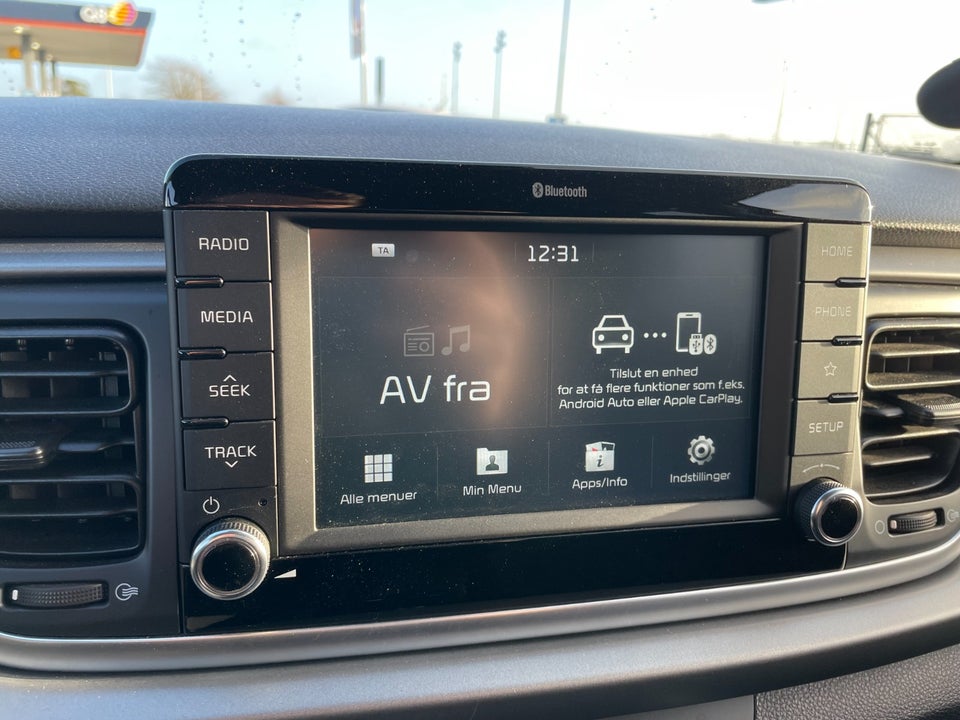 Q8
Bluetooth
RADIO
MEDIA
SEEK
TRACK
TA
12:31
AV fra
Tilslut en enhed
for at få flere funktioner som f.eks.
Android Auto eller Apple CarPlay.
Alle menuer
Min Menu
Apps/Info
Indstillinger
HOME
PHONE
SETUP